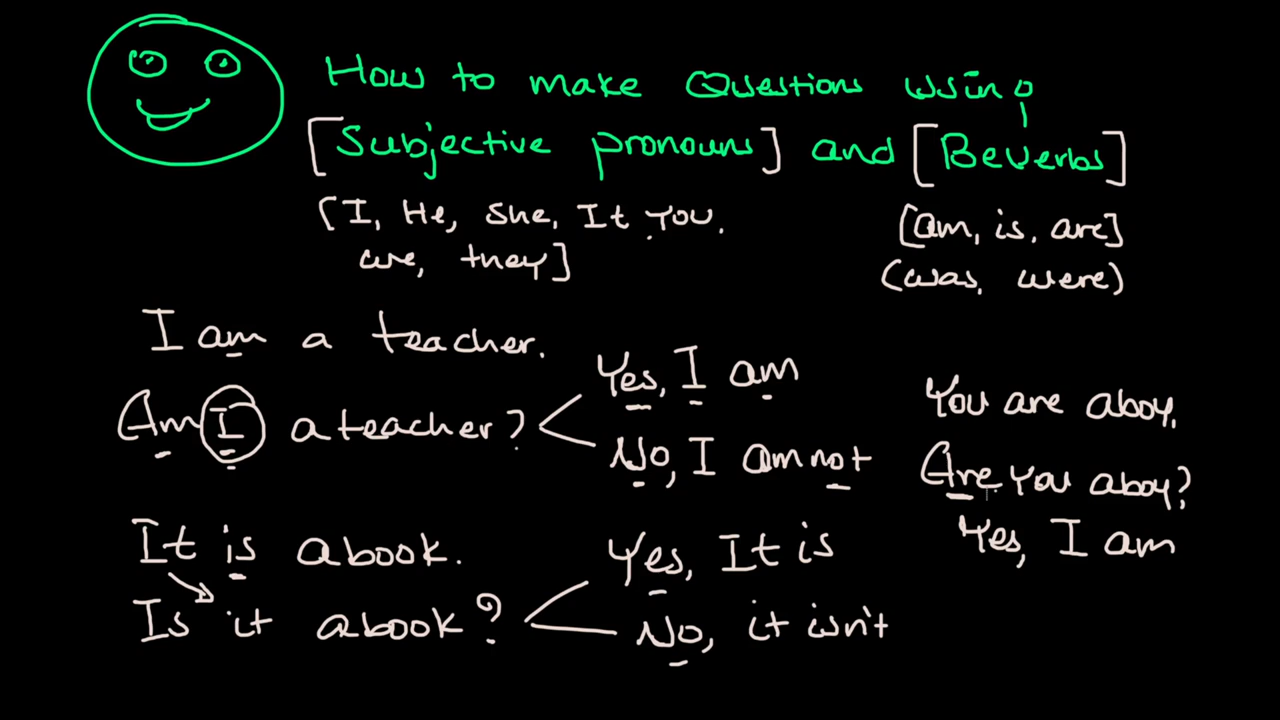 How to make Questions using
[Subjective pronouns] and [Beverbs]
[I, He, She, It You,
we, they]
[am, is, are]
(was, were)
I am a teacher.
Am I a teacher?
Yes, I am
No, I am not
You are a boy.
Are You a boy?
Yes, I am
It is a book.
Is it a book?
Yes, It is
No, it isn't